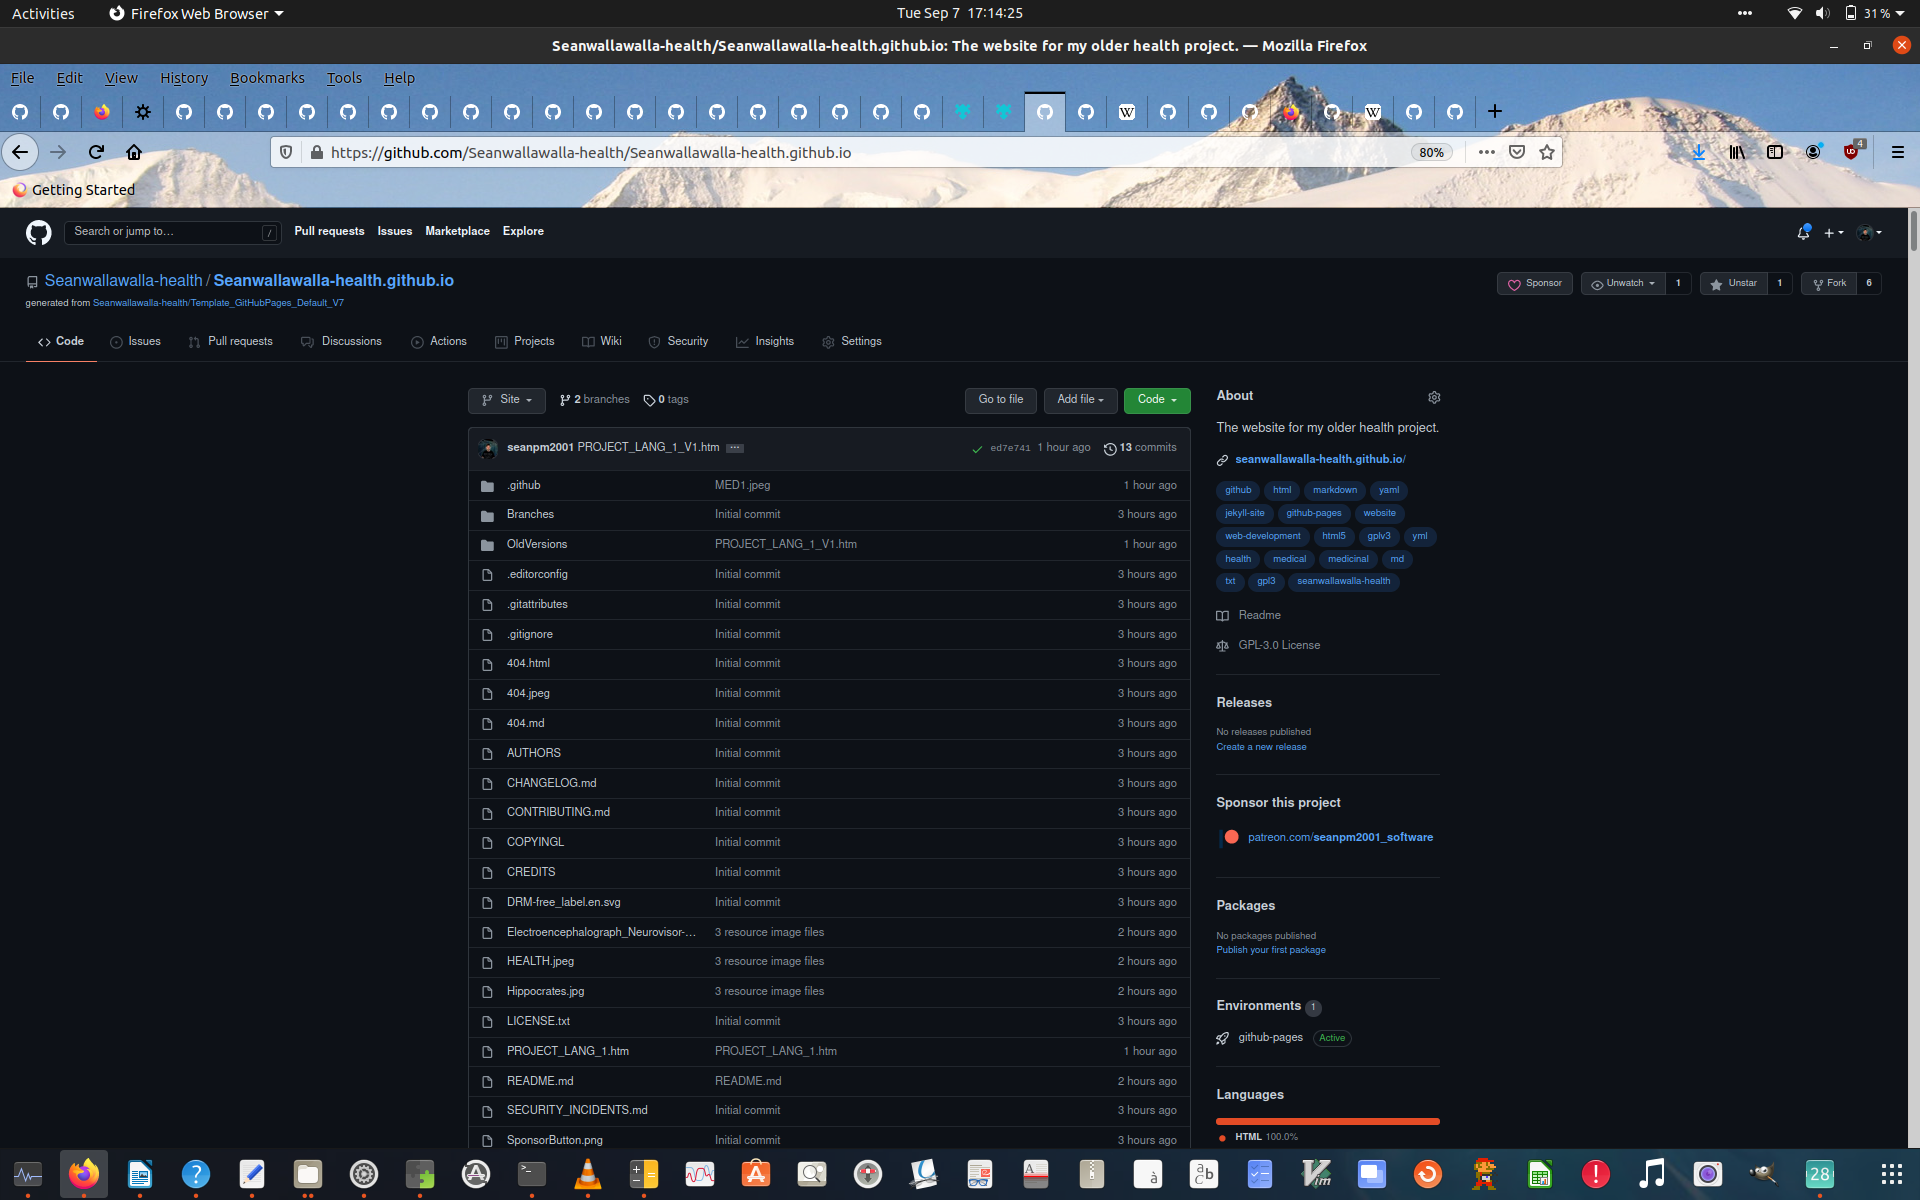 Activities Firefox Web Browser Tue Sep 7 17:14:25 31 %
Seanwallawalla-health/Seanwallawalla-health.github.io: The website for my older health project. — Mozilla Firefox
File Edit View History Bookmarks Tools Help
https://github.com/Seanwallawalla-health/Seanwallawalla-health.github.io 80% 4
Getting Started
Search or jump to… / Pull requests Issues Marketplace Explore
Seanwallawalla-health / Seanwallawalla-health.github.io Sponsor Unwatch 1 Unstar 1 Fork 6
generated from Seanwallawalla-health/Template_GitHubPages_Default_V7
Code Issues Pull requests Discussions Actions Projects Wiki Security Insights Settings
Site 2 branches 0 tags Go to file Add file Code
seanpm2001 PROJECT_LANG_1_V1.htm ed7e741 1 hour ago 13 commits
.github MED1.jpeg 1 hour ago
Branches Initial commit 3 hours ago
OldVersions PROJECT_LANG_1_V1.htm 1 hour ago
.editorconfig Initial commit 3 hours ago
.gitattributes Initial commit 3 hours ago
.gitignore Initial commit 3 hours ago
404.html Initial commit 3 hours ago
404.jpeg Initial commit 3 hours ago
404.md Initial commit 3 hours ago
AUTHORS Initial commit 3 hours ago
CHANGELOG.md Initial commit 3 hours ago
CONTRIBUTING.md Initial commit 3 hours ago
COPYINGL Initial commit 3 hours ago
CREDITS Initial commit 3 hours ago
DRM-free_label.en.svg Initial commit 3 hours ago
Electroencephalograph_Neurovisor-… 3 resource image files 2 hours ago
HEALTH.jpeg 3 resource image files 2 hours ago
Hippocrates.jpg 3 resource image files 2 hours ago
LICENSE.txt Initial commit 3 hours ago
PROJECT_LANG_1.htm PROJECT_LANG_1.htm 1 hour ago
README.md README.md 2 hours ago
SECURITY_INCIDENTS.md Initial commit 3 hours ago
SponsorButton.png Initial commit 3 hours ago
About
The website for my older health project.
seanwallawalla-health.github.io/
github html markdown yaml
jekyll-site github-pages website
web-development html5 gplv3 yml
health medical medicinal md
txt gpl3 seanwallawalla-health
Readme
GPL-3.0 License
Releases
No releases published
Create a new release
Sponsor this project
patreon.com/seanpm2001_software
Packages
No packages published
Publish your first package
Environments 1
github-pages Active
Languages
HTML 100.0%
28